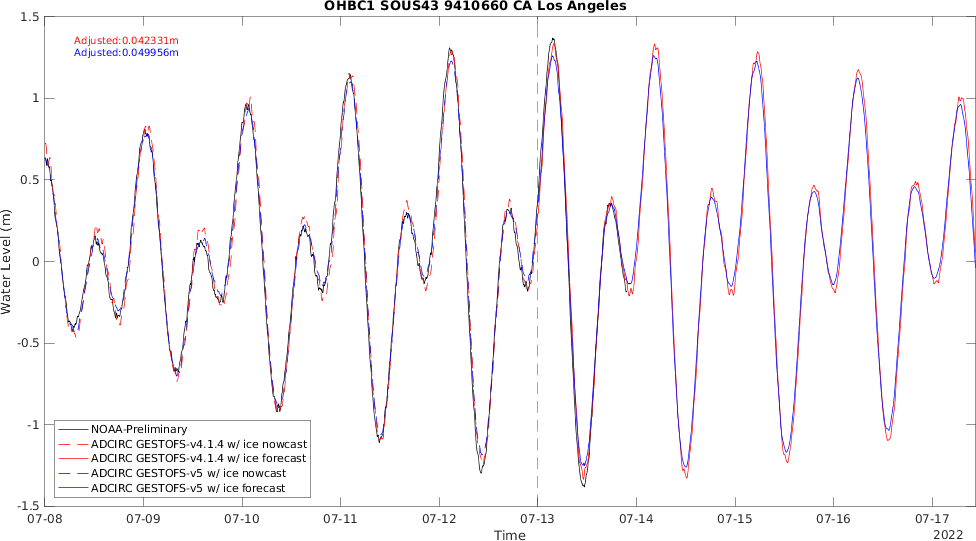 OHBC1 SOUS43 9410660 CA Los Angeles
Adjusted:0.042331m
Adjusted:0.049956m
Water Level (m)
1.5
1
0.5
0
-0.5
-1
-1.5
NOAA-Preliminary
ADCIRC GESTOFS-v4.1.4 w/ ice nowcast
ADCIRC GESTOFS-v4.1.4 w/ ice forecast
ADCIRC GESTOFS-v5 w/ ice nowcast
ADCIRC GESTOFS-v5 w/ ice forecast
07-08 07-09 07-10 07-11 07-12 07-13 07-14 07-15 07-16 07-17
Time
2022